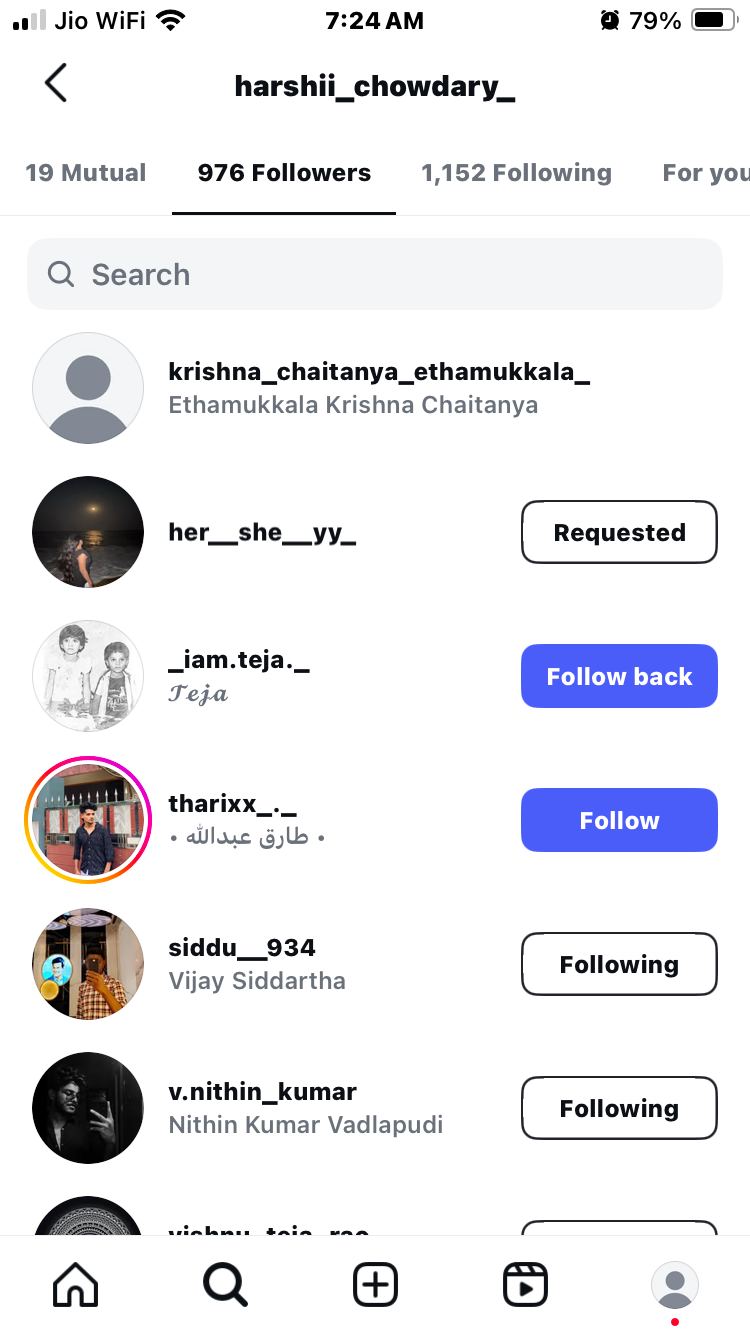 Jio WiFi 7:24 AM 79%
harshii_chowdary_
19 Mutual 976 Followers 1,152 Following For you
Search
krishna_chaitanya_ethamukkala_
Ethamukkala Krishna Chaitanya
her__she__yy_
Requested
_iam.teja._
𝓣𝓮𝓳𝓪
Follow back
tharixx_._
• طارق عبدالله •
Follow
siddu__934
Vijay Siddartha
Following
v.nithin_kumar
Nithin Kumar Vadlapudi
Following
vishnu_teja_rao